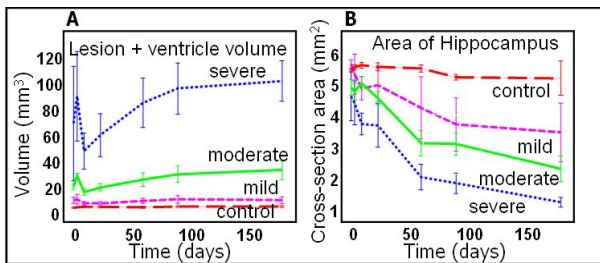 A
Lesion + ventricle volume
severe
moderate
mild
control
Volume (mm³)
120
100
80
60
40
20
0
0 50 100 150
Time (days)
B
Area of Hippocampus
control
mild
moderate
severe
Cross-section area (mm²)
6
5
4
3
2
1
0 50 100 150
Time (days)